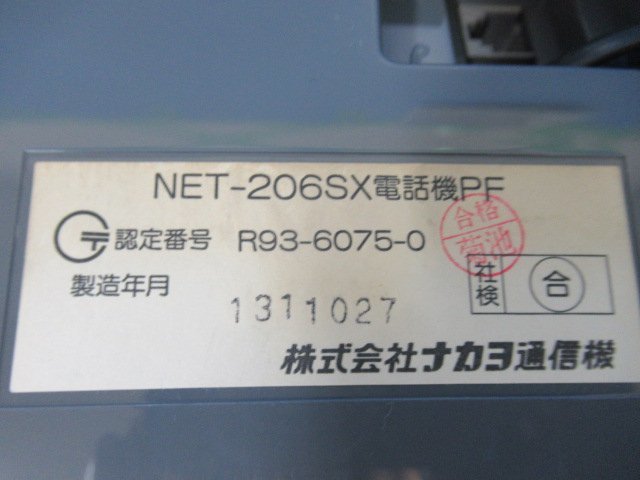 NET-206SX電話機PF
認定番号 R93-6075-0
合格
菊池
製造年月
1311027
社検 合
株式会社ナカヨ通信機